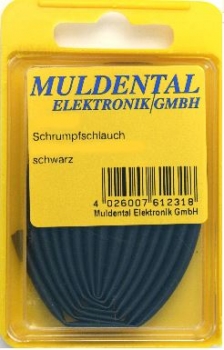 MULDENTAL
ELEKTRONIK/GMBH
Schrumpfschlauch
schwarz
4 026007 612318
Muldental Elektronik GmbH